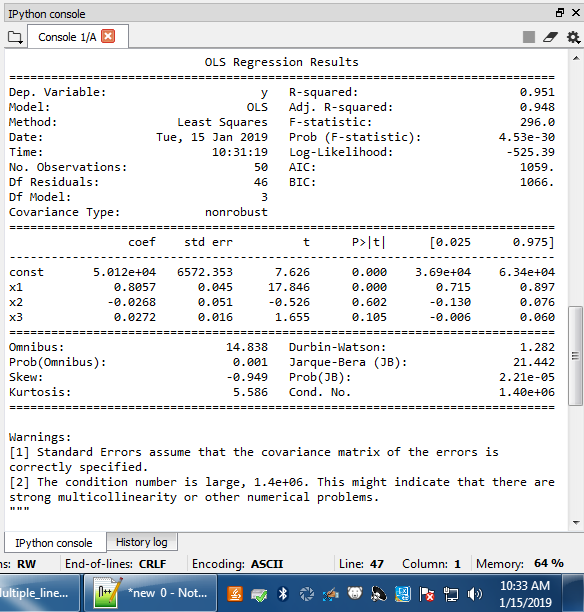 IPython console
Console 1/A
OLS Regression Results
==============================================================================
Dep. Variable: y R-squared: 0.951
Model: OLS Adj. R-squared: 0.948
Method: Least Squares F-statistic: 296.0
Date: Tue, 15 Jan 2019 Prob (F-statistic): 4.53e-30
Time: 10:31:19 Log-Likelihood: -525.39
No. Observations: 50 AIC: 1059.
Df Residuals: 46 BIC: 1066.
Df Model: 3
Covariance Type: nonrobust
==============================================================================
coef std err t P>|t| [0.025 0.975]
------------------------------------------------------------------------------
const 5.012e+04 6572.353 7.626 0.000 3.69e+04 6.34e+04
x1 0.8057 0.045 17.846 0.000 0.715 0.897
x2 -0.0268 0.051 -0.526 0.602 -0.130 0.076
x3 0.0272 0.016 1.655 0.105 -0.006 0.060
==============================================================================
Omnibus: 14.838 Durbin-Watson: 1.282
Prob(Omnibus): 0.001 Jarque-Bera (JB): 21.442
Skew: -0.949 Prob(JB): 2.21e-05
Kurtosis: 5.586 Cond. No. 1.40e+06
==============================================================================
Warnings:
[1] Standard Errors assume that the covariance matrix of the errors is
correctly specified.
[2] The condition number is large, 1.4e+06. This might indicate that there are
strong multicollinearity or other numerical problems.
"""
IPython console History log
ns: RW End-of-lines: CRLF Encoding: ASCII Line: 47 Column: 1 Memory: 64 %
ultiple_line... *new 0 - Not... 10:33 AM
1/15/2019